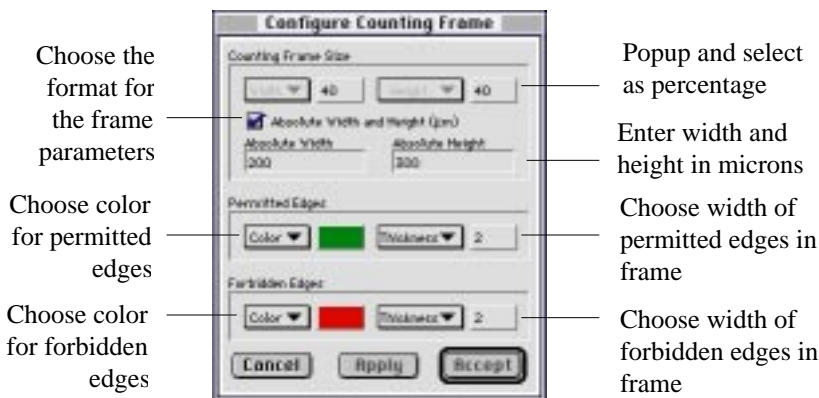 Configure Counting Frame
Choose the
format for
the frame
parameters
Counting Frame Size
Width 40 Height 40
Popup and select
as percentage
Absolute Width and Height (µm)
Absolute Width Absolute Height
200 300
Enter width and
height in microns
Choose color
for permitted
edges
Permitted Edges
Color Thickness 2
Choose width of
permitted edges in
frame
Choose color
for forbidden
edges
Forbidden Edges
Color Thickness 2
Choose width of
forbidden edges in
frame
Cancel Apply Accept